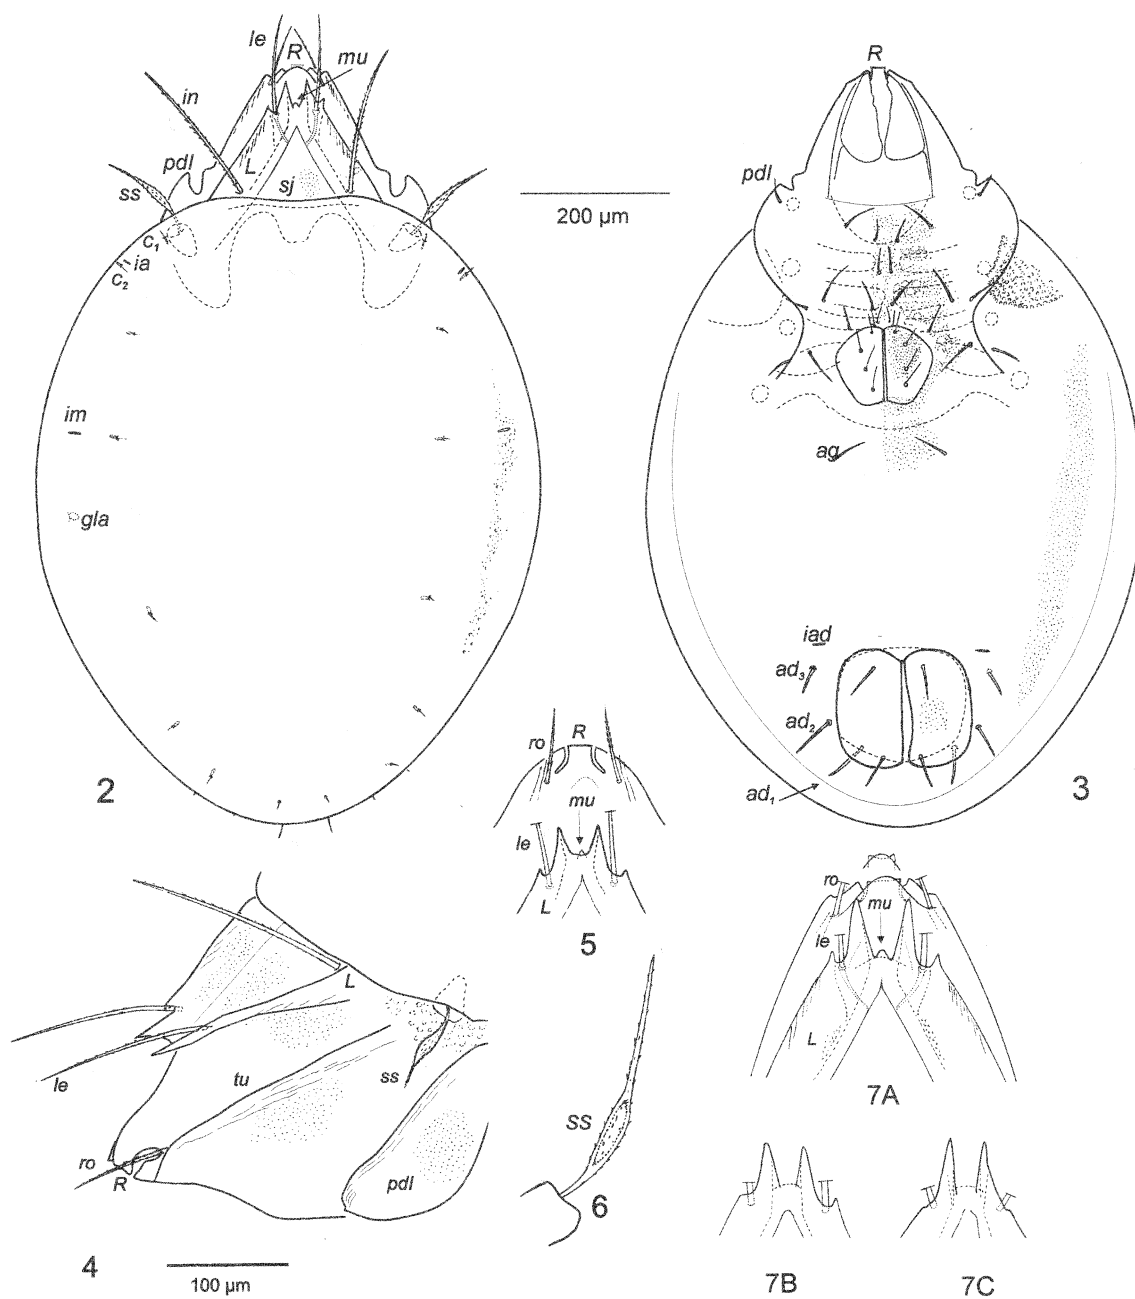 le
R
mu
in
pdl
L
ss
sj
c₁
ia
c₂
im
gla
2
200 µm
R
pdl
ag
iad
ad₃
ad₂
ad₁
3
ro
R
mu
le
L
5
L
le
tu
ss
ro
R
pdl
4
100 µm
SS
6
ro
mu
le
L
7A
7B
7C